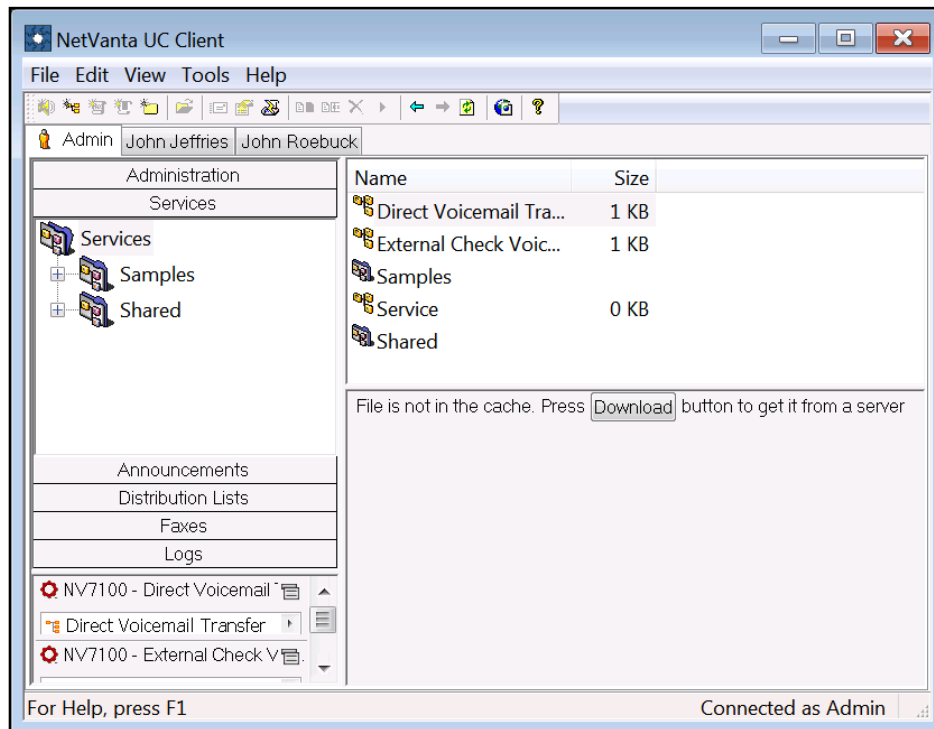 NetVanta UC Client
File Edit View Tools Help
Admin John Jeffries John Roebuck
Administration
Services
Services
Samples
Shared
Announcements
Distribution Lists
Faxes
Logs
NV7100 - Direct Voicemail
Direct Voicemail Transfer
NV7100 - External Check V
Name Size
Direct Voicemail Tra... 1 KB
External Check Voic... 1 KB
Samples
Service 0 KB
Shared
File is not in the cache. Press Download button to get it from a server
For Help, press F1 Connected as Admin